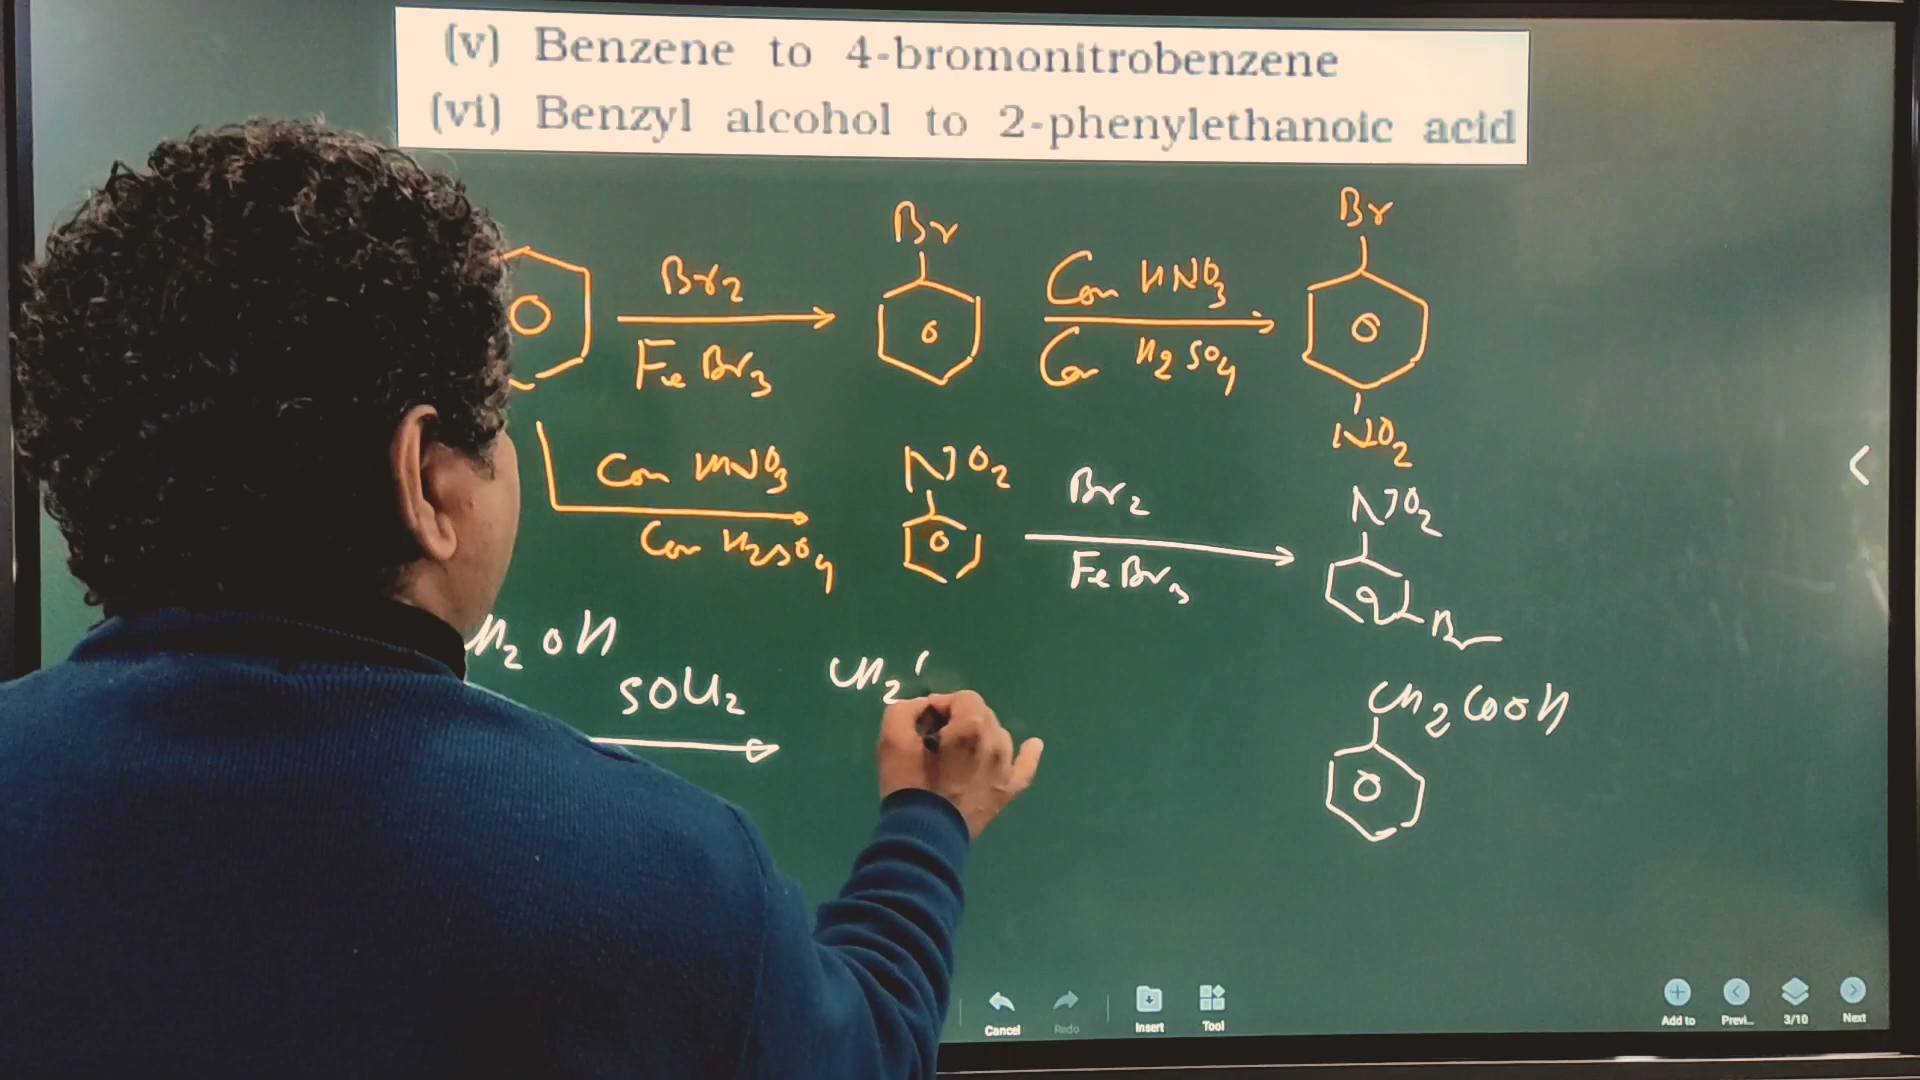 (v) Benzene to 4-bromonitrobenzene
(vi) Benzyl alcohol to 2-phenylethanoic acid
Br
Br
Br2
Con HNO3
FeBr3
Con H2SO4
NO2
Con HNO3
NO2
Br2
NO2
Con H2SO4
FeBr3
Br
H2OH
SOCl2
CH2
CH2COOH
Cancel
Redo
Insert
Tool
Add to
Previ...
3/10
Next